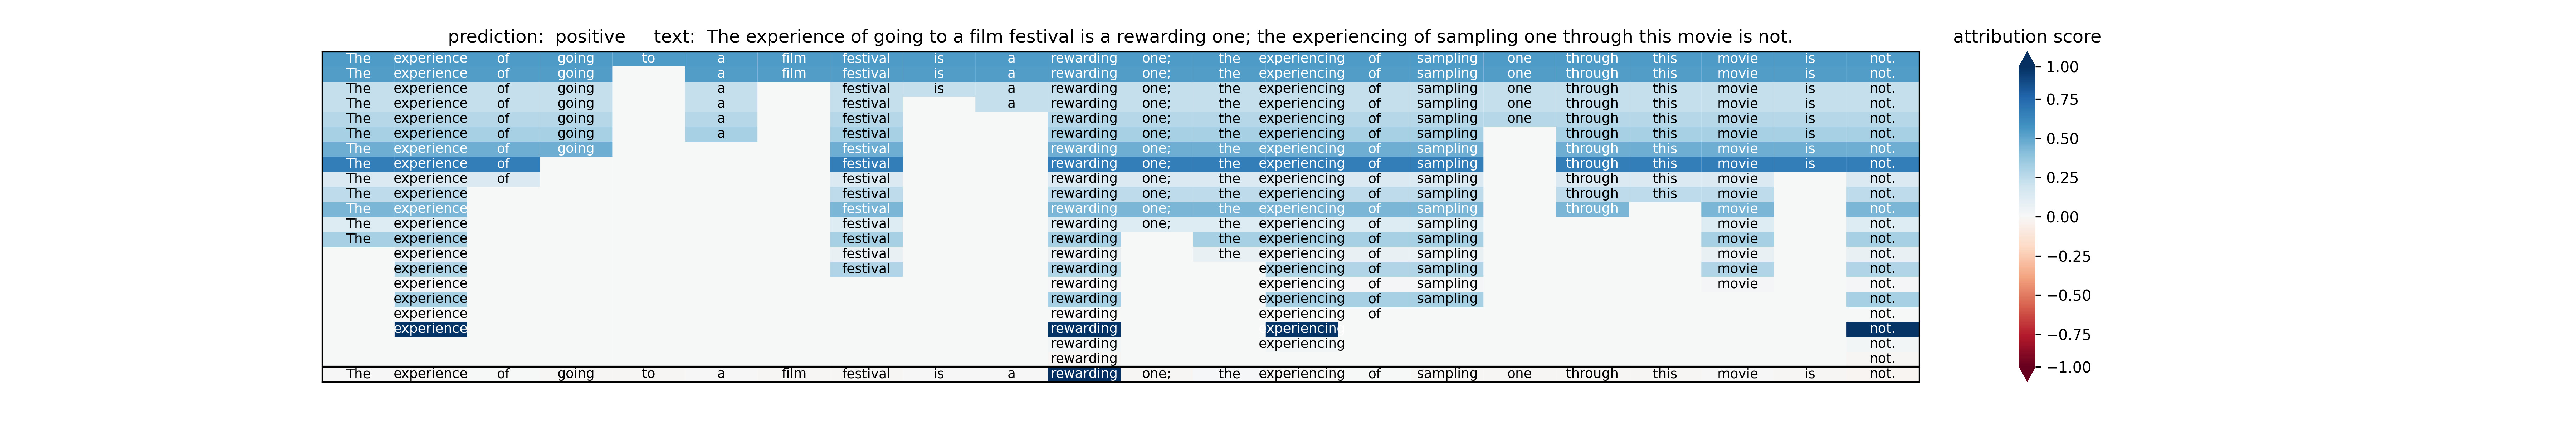 prediction: positive text: The experience of going to a film festival is a rewarding one; the experiencing of sampling one through this movie is not.
attribution score
The experience of going to a film festival is a rewarding one; the experiencing of sampling one through this movie is not.
The experience of going a film festival is a rewarding one; the experiencing of sampling one through this movie is not.
The experience of going a festival is a rewarding one; the experiencing of sampling one through this movie is not.
The experience of going a festival a rewarding one; the experiencing of sampling one through this movie is not.
The experience of going a festival rewarding one; the experiencing of sampling one through this movie is not.
The experience of going a festival rewarding one; the experiencing of sampling through this movie is not.
The experience of going festival rewarding one; the experiencing of sampling through this movie is not.
The experience of festival rewarding one; the experiencing of sampling through this movie is not.
The experience of festival rewarding one; the experiencing of sampling through this movie not.
The experience festival rewarding one; the experiencing of sampling through this movie not.
The experience festival rewarding one; the experiencing of sampling through movie not.
The experience festival rewarding one; the experiencing of sampling movie not.
The experience festival rewarding the experiencing of sampling movie not.
experience festival rewarding the experiencing of sampling movie not.
experience festival rewarding experiencing of sampling movie not.
experience rewarding experiencing of sampling movie not.
experience rewarding experiencing of sampling not.
experience rewarding experiencing of not.
experience rewarding experiencing not.
rewarding experiencing not.
rewarding not.
The experience of going to a film festival is a rewarding one; the experiencing of sampling one through this movie is not.
1.00
0.75
0.50
0.25
0.00
−0.25
−0.50
−0.75
−1.00